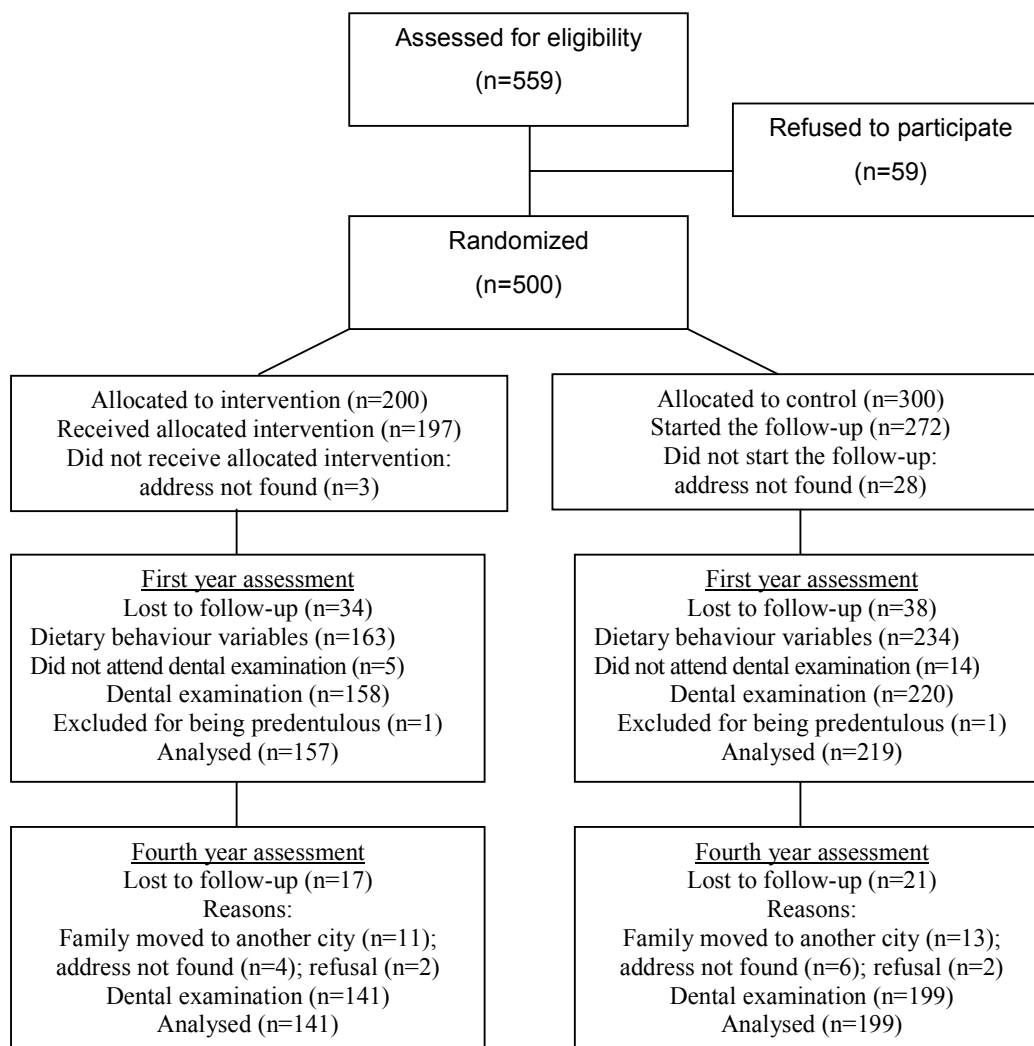 Assessed for eligibility
(n=559)
Refused to participate
(n=59)
Randomized
(n=500)
Allocated to intervention (n=200)
Received allocated intervention (n=197)
Did not receive allocated intervention:
address not found (n=3)
Allocated to control (n=300)
Started the follow-up (n=272)
Did not start the follow-up:
address not found (n=28)
First year assessment
Lost to follow-up (n=34)
Dietary behaviour variables (n=163)
Did not attend dental examination (n=5)
Dental examination (n=158)
Excluded for being predentulous (n=1)
Analysed (n=157)
First year assessment
Lost to follow-up (n=38)
Dietary behaviour variables (n=234)
Did not attend dental examination (n=14)
Dental examination (n=220)
Excluded for being predentulous (n=1)
Analysed (n=219)
Fourth year assessment
Lost to follow-up (n=17)
Reasons:
Family moved to another city (n=11);
address not found (n=4); refusal (n=2)
Dental examination (n=141)
Analysed (n=141)
Fourth year assessment
Lost to follow-up (n=21)
Reasons:
Family moved to another city (n=13);
address not found (n=6); refusal (n=2)
Dental examination (n=199)
Analysed (n=199)